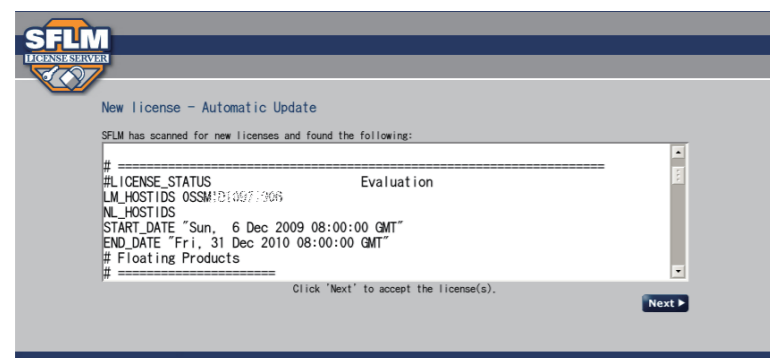 SFLM
LICENSE SERVER
New license - Automatic Update
SFLM has scanned for new licenses and found the following:
# ====================================================================
#LICENSE_STATUS Evaluation
LM_HOSTIDS
NL_HOSTIDS
START_DATE "Sun, 6 Dec 2009 08:00:00 GMT"
END_DATE "Fri, 31 Dec 2010 08:00:00 GMT"
# Floating Products
# ======================
Click 'Next' to accept the license(s).
Next